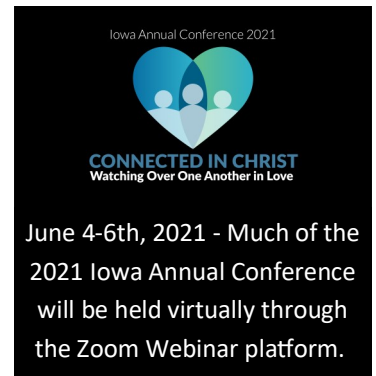 Iowa Annual Conference 2021
CONNECTED IN CHRIST
Watching Over One Another in Love
June 4-6th, 2021 - Much of the
2021 Iowa Annual Conference
will be held virtually through
the Zoom Webinar platform.